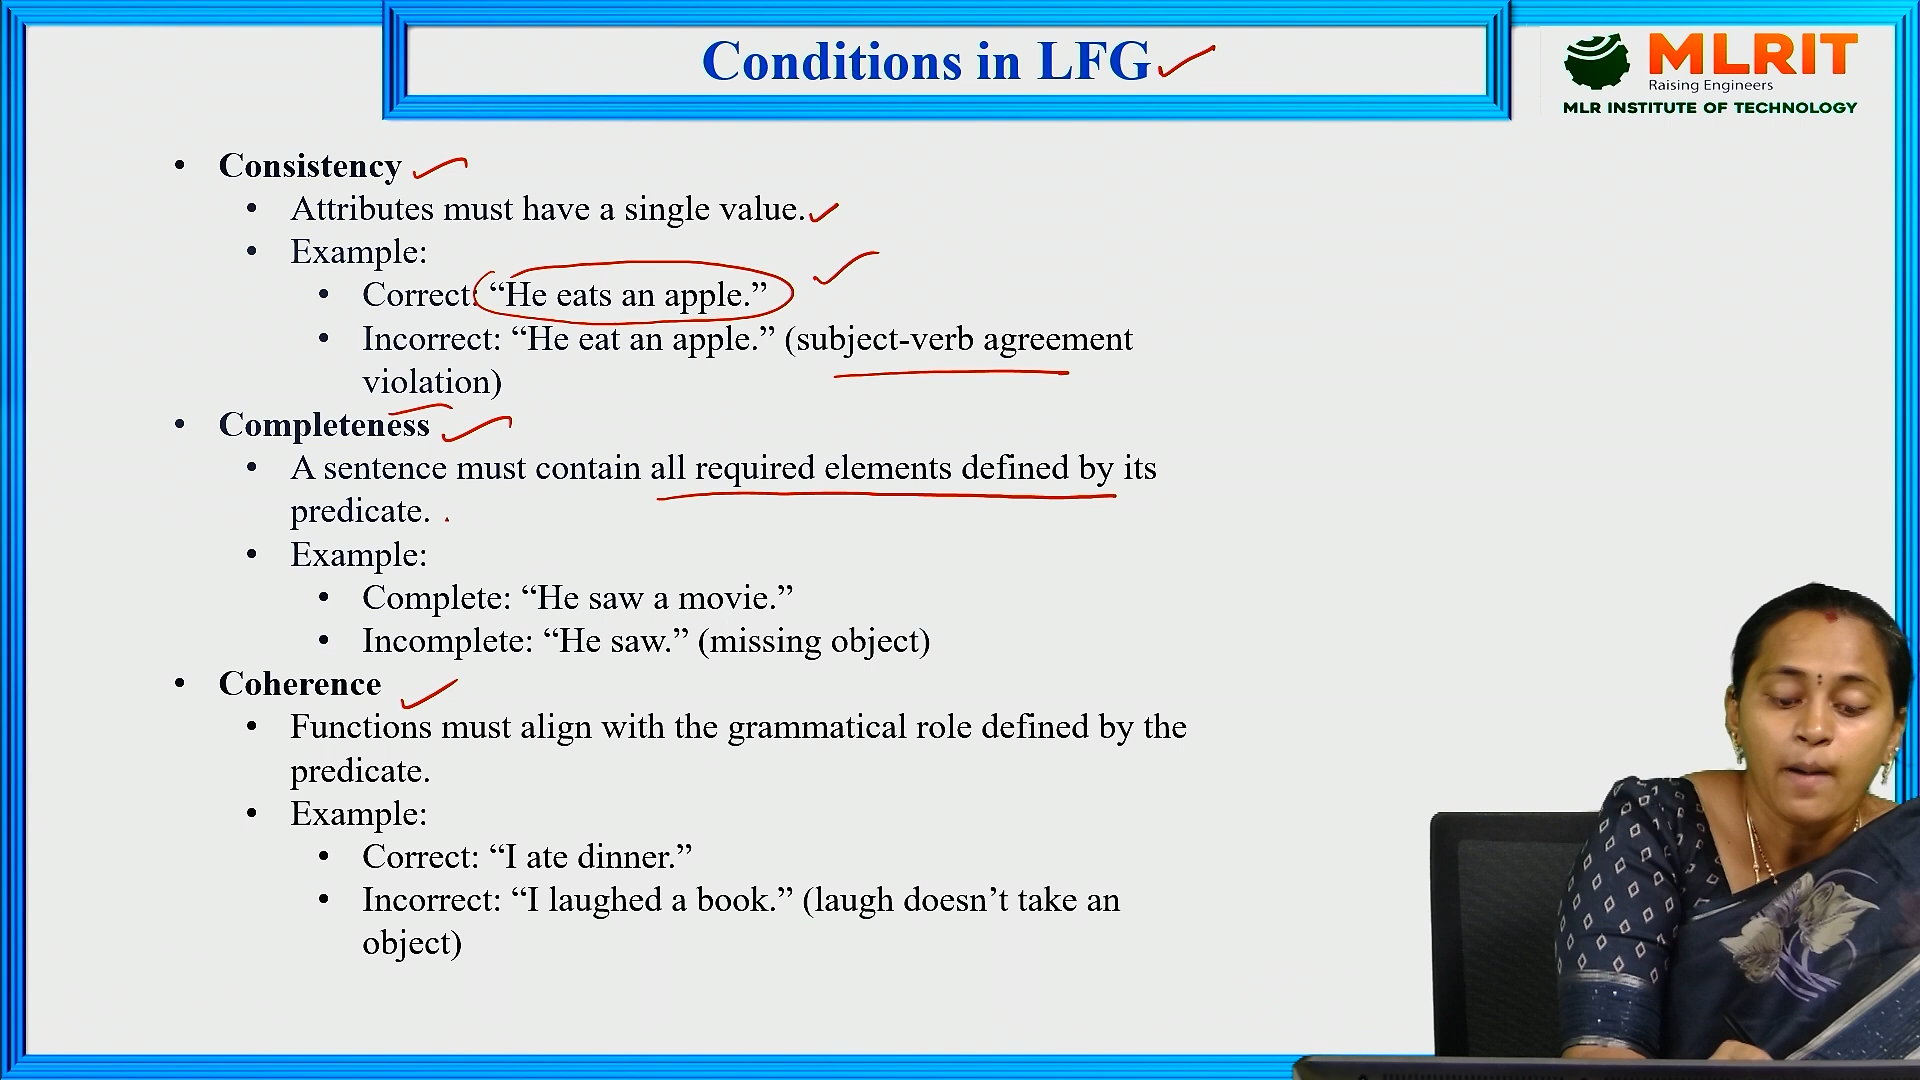 Conditions in LFG
MLRIT
Raising Engineers
MLR INSTITUTE OF TECHNOLOGY
• Consistency
• Attributes must have a single value.
• Example:
• Correct: “He eats an apple.”
• Incorrect: “He eat an apple.” (subject-verb agreement
violation)
• Completeness
• A sentence must contain all required elements defined by its
predicate.
• Example:
• Complete: “He saw a movie.”
• Incomplete: “He saw.” (missing object)
• Coherence
• Functions must align with the grammatical role defined by the
predicate.
• Example:
• Correct: “I ate dinner.”
• Incorrect: “I laughed a book.” (laugh doesn’t take an
object)